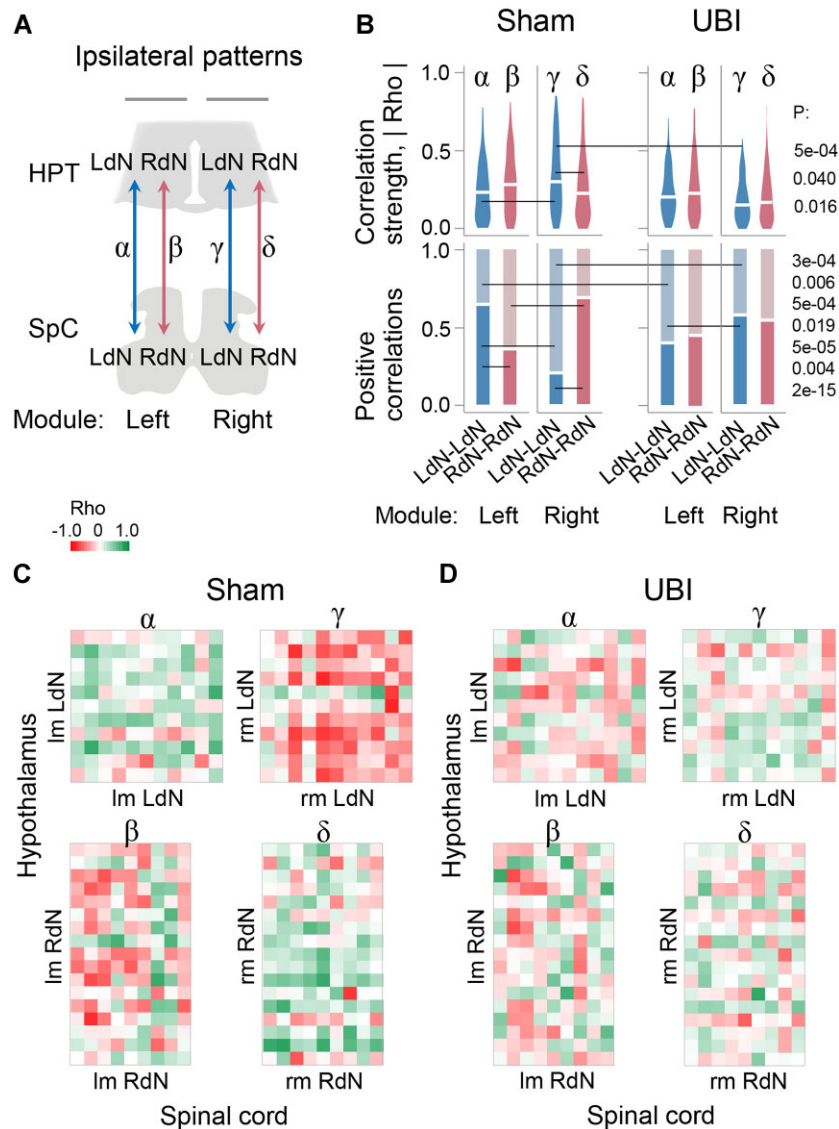 A
Ipsilateral patterns
HPT
LdN RdN LdN RdN
α β γ δ
SpC
LdN RdN LdN RdN
Module: Left Right
B
Sham UBI
Correlation strength, | Rho |
1.0
0.5
0.0
α β γ δ
α β γ δ
P:
5e-04
0.040
0.016
Positive correlations
1.0
0.5
0.0
3e-04
0.006
5e-04
0.019
5e-05
0.004
2e-15
LdN-LdN
RdN-RdN
LdN-LdN
RdN-RdN
LdN-LdN
RdN-RdN
LdN-LdN
RdN-RdN
Module: Left Right Left Right
Rho
-1.0 0 1.0
C
Sham
Hypothalamus
α γ
lm LdN
rm LdN
lm LdN rm LdN
β δ
lm RdN
rm RdN
lm RdN rm RdN
Spinal cord
D
UBI
Hypothalamus
α γ
lm LdN
rm LdN
lm LdN rm LdN
β δ
lm RdN
rm RdN
lm RdN rm RdN
Spinal cord